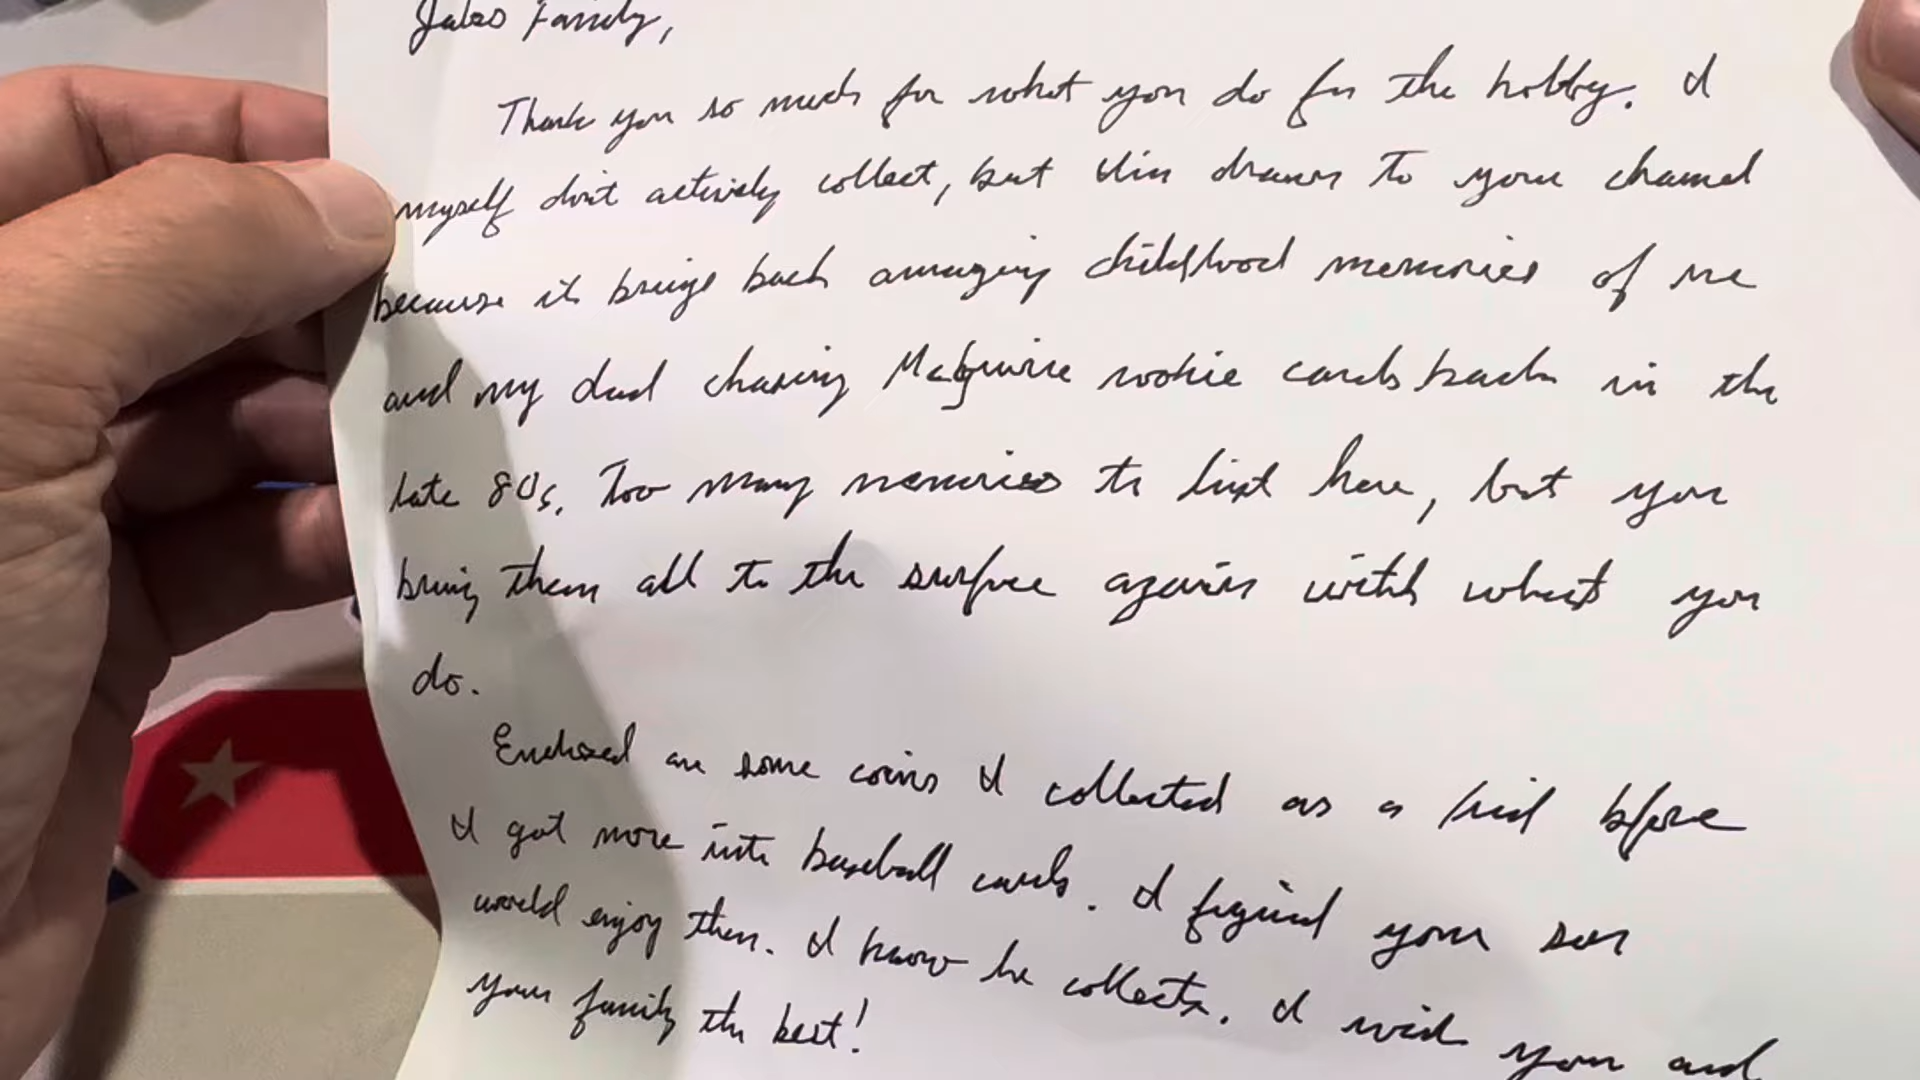 Jabs Family,
Thank you so much for what you do for the hobby. I
myself don't actively collect, but I'm drawn to your channel
because it brings back amazing childhood memories of me
and my dad chasing McGuire rookie cards back in the
late 80s. Too many memories to list here, but you
bring them all to the surface again with what you
do.
Enclosed are some coins I collected as a kid before
I got more into baseball cards. I figured your son
would enjoy them. I know he collects. I wish you and
your family the best!